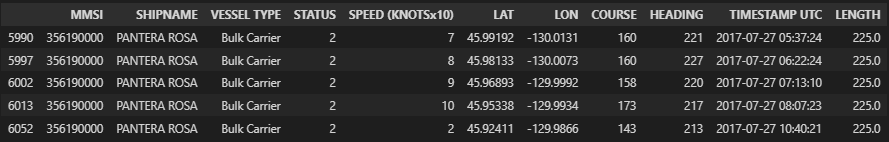 MMSI SHIPNAME VESSEL TYPE STATUS SPEED (KNOTSx10) LAT LON COURSE HEADING TIMESTAMP UTC LENGTH
5990 356190000 PANTERA ROSA Bulk Carrier 2 7 45.99192 -130.0131 160 221 2017-07-27 05:37:24 225.0
5997 356190000 PANTERA ROSA Bulk Carrier 2 8 45.98133 -130.0073 160 227 2017-07-27 06:22:24 225.0
6002 356190000 PANTERA ROSA Bulk Carrier 2 9 45.96893 -129.9992 158 220 2017-07-27 07:13:10 225.0
6013 356190000 PANTERA ROSA Bulk Carrier 2 10 45.95338 -129.9934 173 217 2017-07-27 08:07:23 225.0
6052 356190000 PANTERA ROSA Bulk Carrier 2 2 45.92411 -129.9866 143 213 2017-07-27 10:40:21 225.0